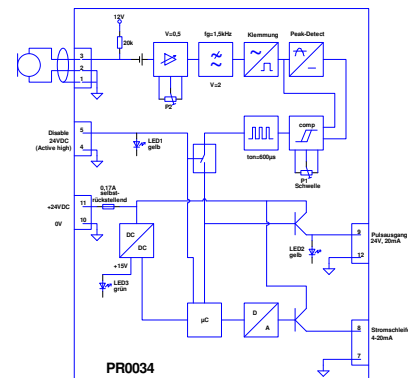 12V
20k
V=0,5
fg=1,5kHz
Klemmung
Peak-Detect
3
2
1
P2
V=2
Disable
24VDC
(Active high)
5
4
LED1
gelb
ton=600µs
comp
P1
Schwelle
+24VDC
11
0,17A
selbst-
rückstellend
0V
10
DC
DC
+15V
LED3
grün
LED2
gelb
9
Pulsausgang
24V, 20mA
12
µC
D
A
8
Stromschleife
4-20mA
7
PR0034